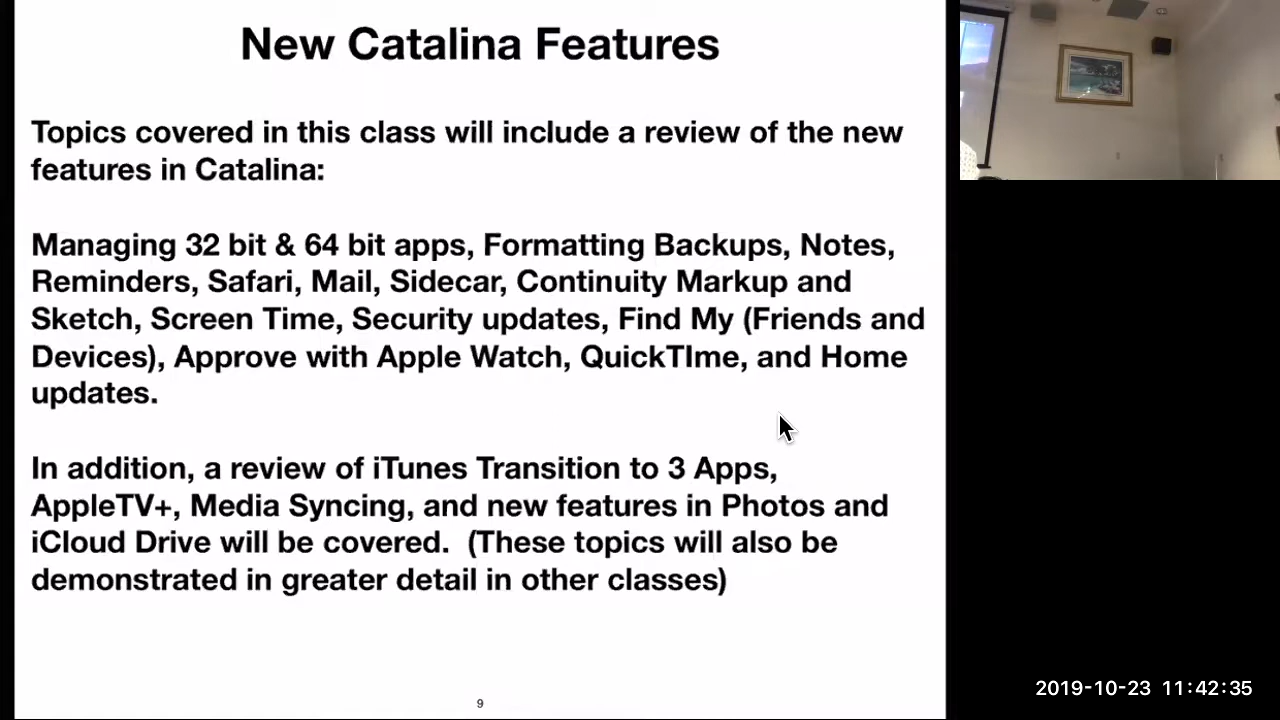 New Catalina Features
Topics covered in this class will include a review of the new
features in Catalina:
Managing 32 bit & 64 bit apps, Formatting Backups, Notes,
Reminders, Safari, Mail, Sidecar, Continuity Markup and
Sketch, Screen Time, Security updates, Find My (Friends and
Devices), Approve with Apple Watch, QuickTIme, and Home
updates.
In addition, a review of iTunes Transition to 3 Apps,
AppleTV+, Media Syncing, and new features in Photos and
iCloud Drive will be covered.  (These topics will also be
demonstrated in greater detail in other classes)
9
2019-10-23 11:42:35